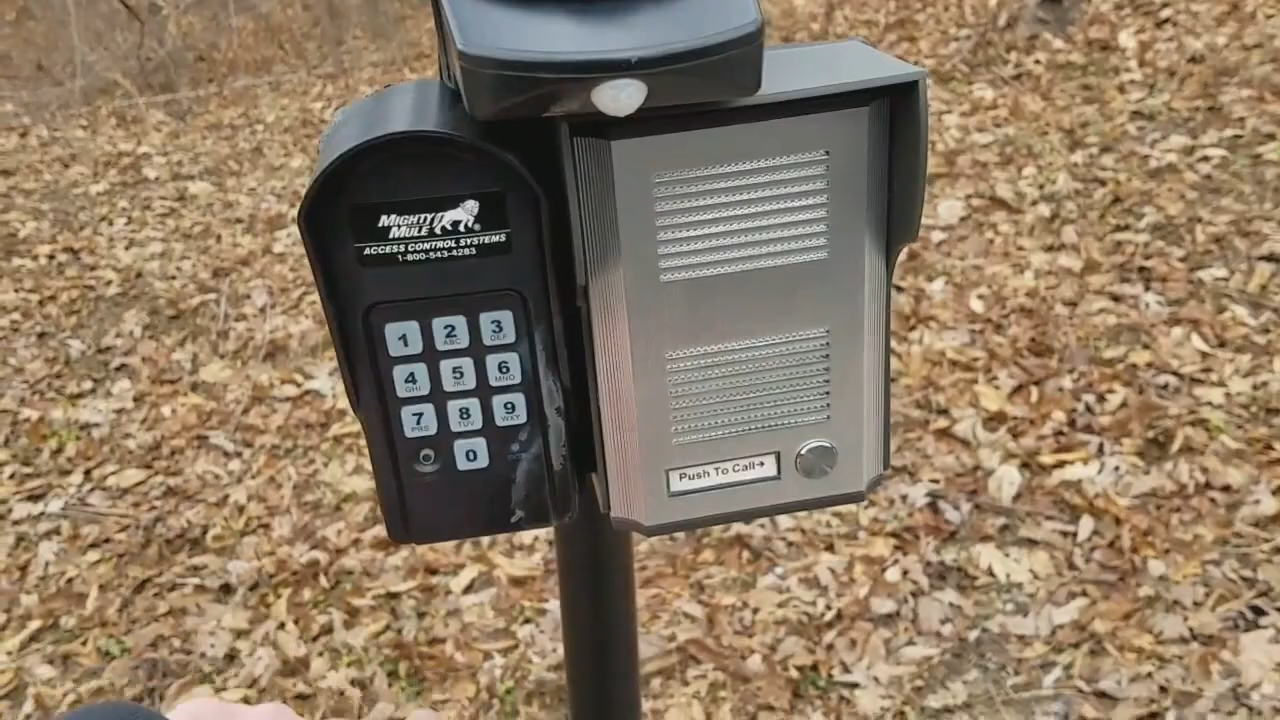 MIGHTY
MULE®
ACCESS CONTROL SYSTEMS
1-800-543-4283
1
2 ABC
3 DEF
4 GHI
5 JKL
6 MNO
7 PRS
8 TUV
9 WXY
0
Push To Call→